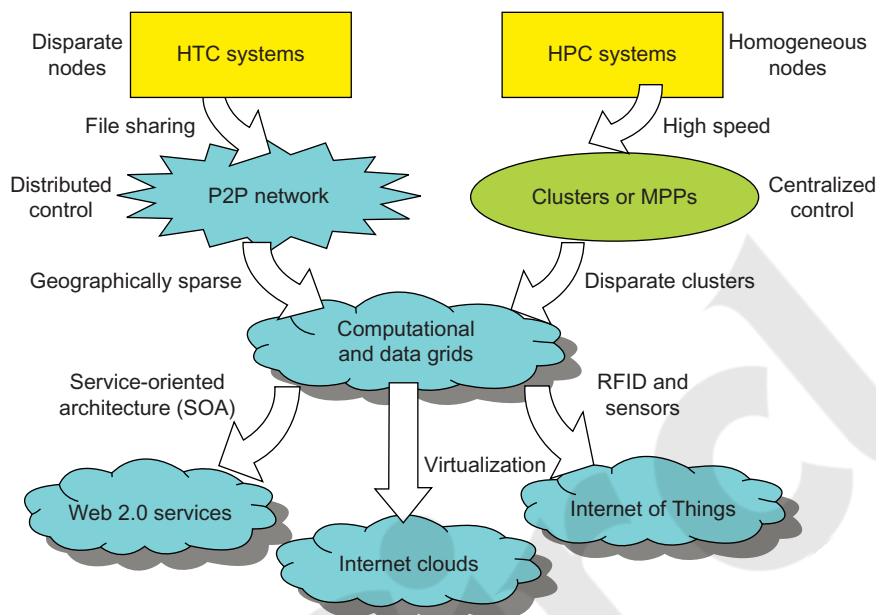 Disparate
nodes
HTC systems
HPC systems
Homogeneous
nodes
File sharing
High speed
Distributed
control
P2P network
Clusters or MPPs
Centralized
control
Geographically sparse
Disparate clusters
Computational
and data grids
Service-oriented
architecture (SOA)
RFID and
sensors
Virtualization
Web 2.0 services
Internet of Things
Internet clouds